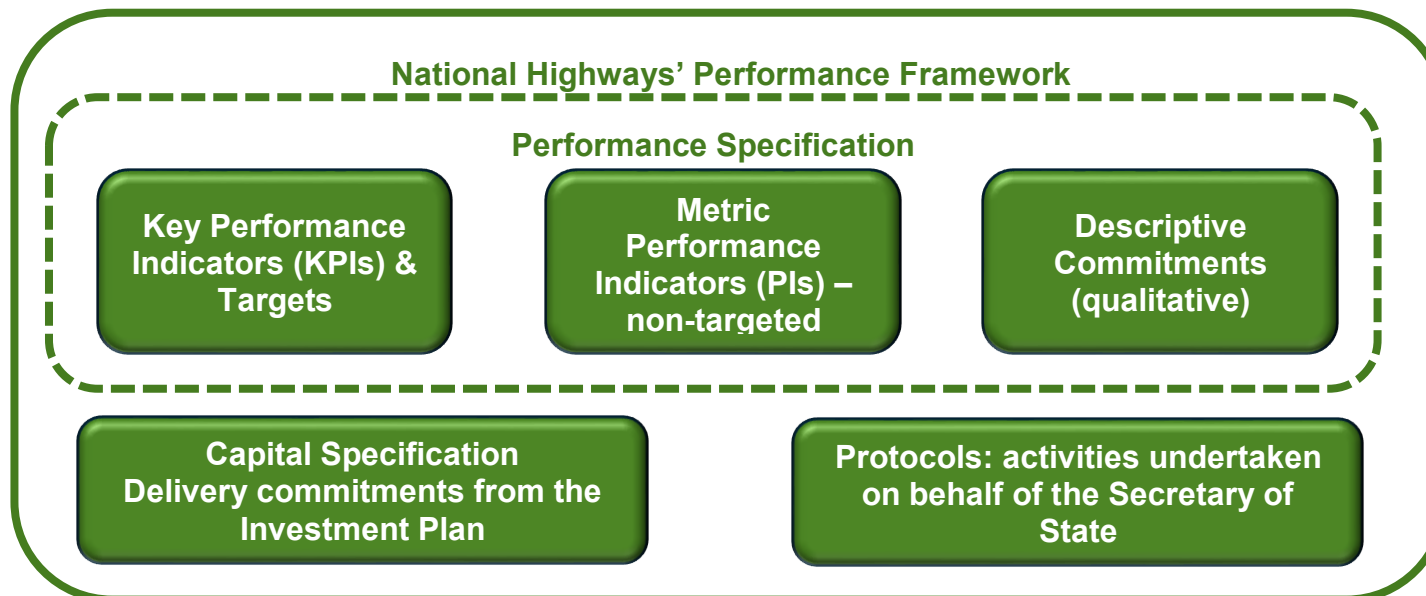 National Highways’ Performance Framework
Performance Specification
Key Performance
Indicators (KPIs) &
Targets
Metric
Performance
Indicators (PIs) –
non-targeted
Descriptive
Commitments
(qualitative)
Capital Specification
Delivery commitments from the
Investment Plan
Protocols: activities undertaken
on behalf of the Secretary of
State